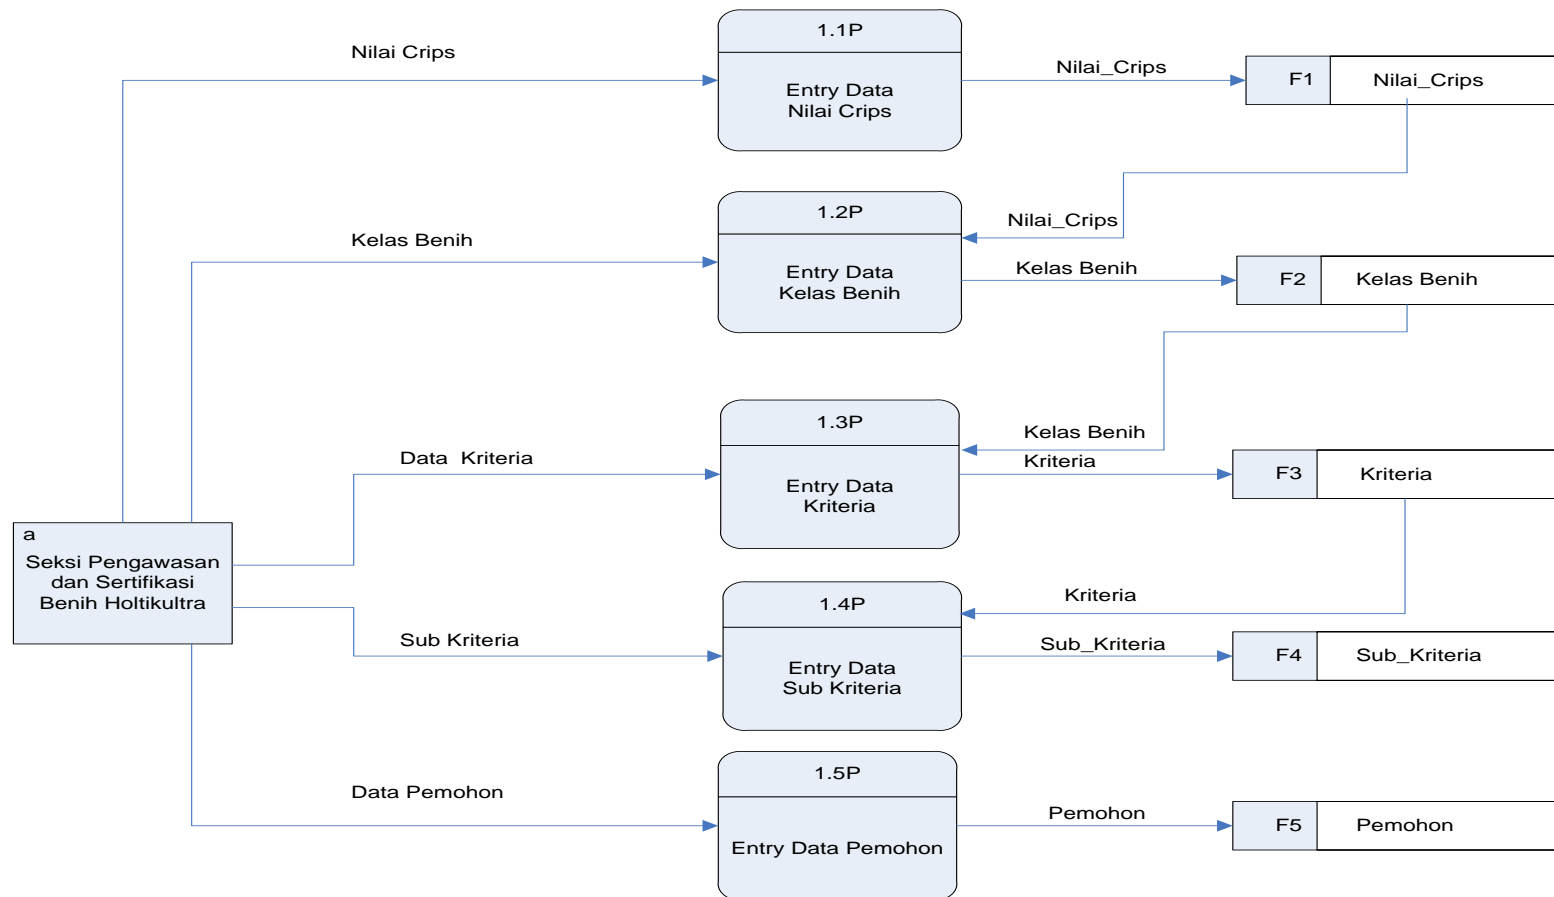 1.1P
Nilai Crips
Nilai_Crips
F1
Nilai_Crips
Entry Data
Nilai Crips
1.2P
Nilai_Crips
Kelas Benih
Entry Data
Kelas Benih
Kelas Benih
F2
Kelas Benih
1.3P
Kelas Benih
Data  Kriteria
Kriteria
Entry Data
Kriteria
F3
Kriteria
a
Seksi Pengawasan
dan Sertifikasi
Benih Holtikultra
1.4P
Kriteria
Sub Kriteria
Sub_Kriteria
Entry Data
Sub Kriteria
F4
Sub_Kriteria
1.5P
Data Pemohon
Pemohon
Entry Data Pemohon
F5
Pemohon